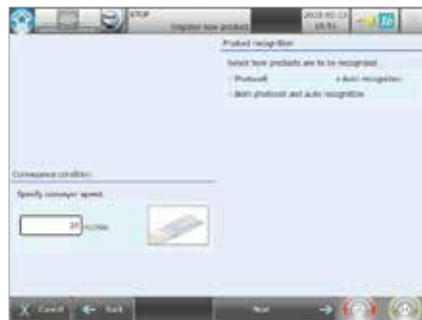 STOP
Register new product
Product recognition
Select how products are to be recognized.
Photocell
Auto recognition
Both photocell and auto recognition
Conveyance condition
Specify conveyor speed.
20 m/min
Cancel
Back
Next